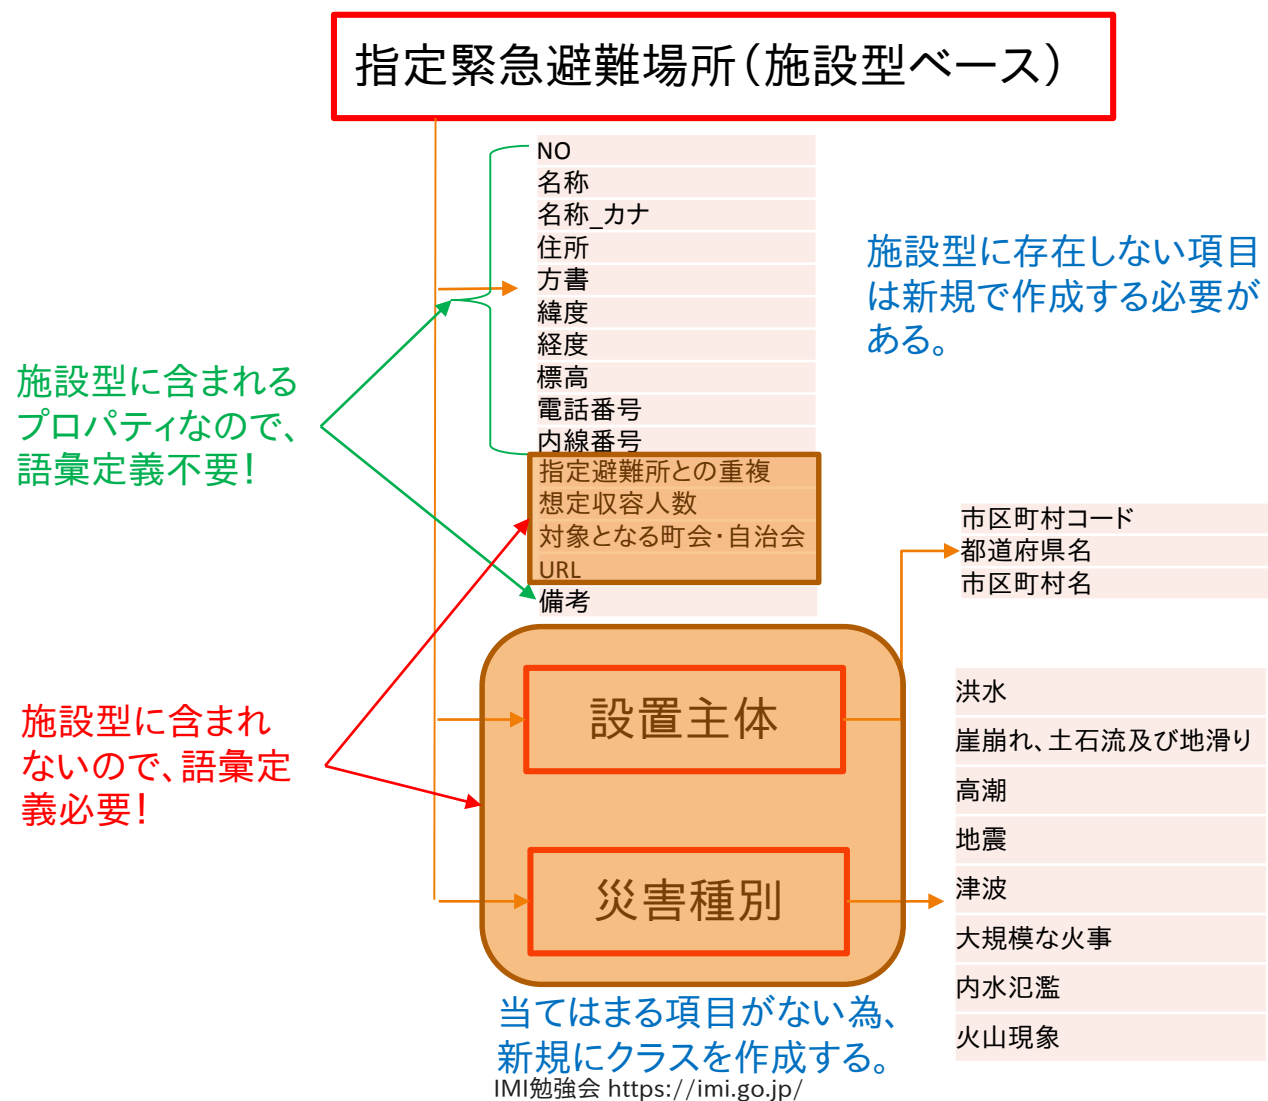 指定緊急避難場所（施設型ベース）
NO
名称
名称_カナ
住所
方書
緯度
経度
標高
電話番号
内線番号
指定避難所との重複
想定収容人数
対象となる町会・自治会
URL
備考
施設型に存在しない項目
は新規で作成する必要が
ある。
施設型に含まれる
プロパティなので、
語彙定義不要！
施設型に含まれ
ないので、語彙定
義必要！
設置主体
災害種別
市区町村コード
都道府県名
市区町村名
洪水
崖崩れ、土石流及び地滑り
高潮
地震
津波
大規模な火事
内水氾濫
火山現象
当てはまる項目がない為、
新規にクラスを作成する。
IMI勉強会 https://imi.go.jp/